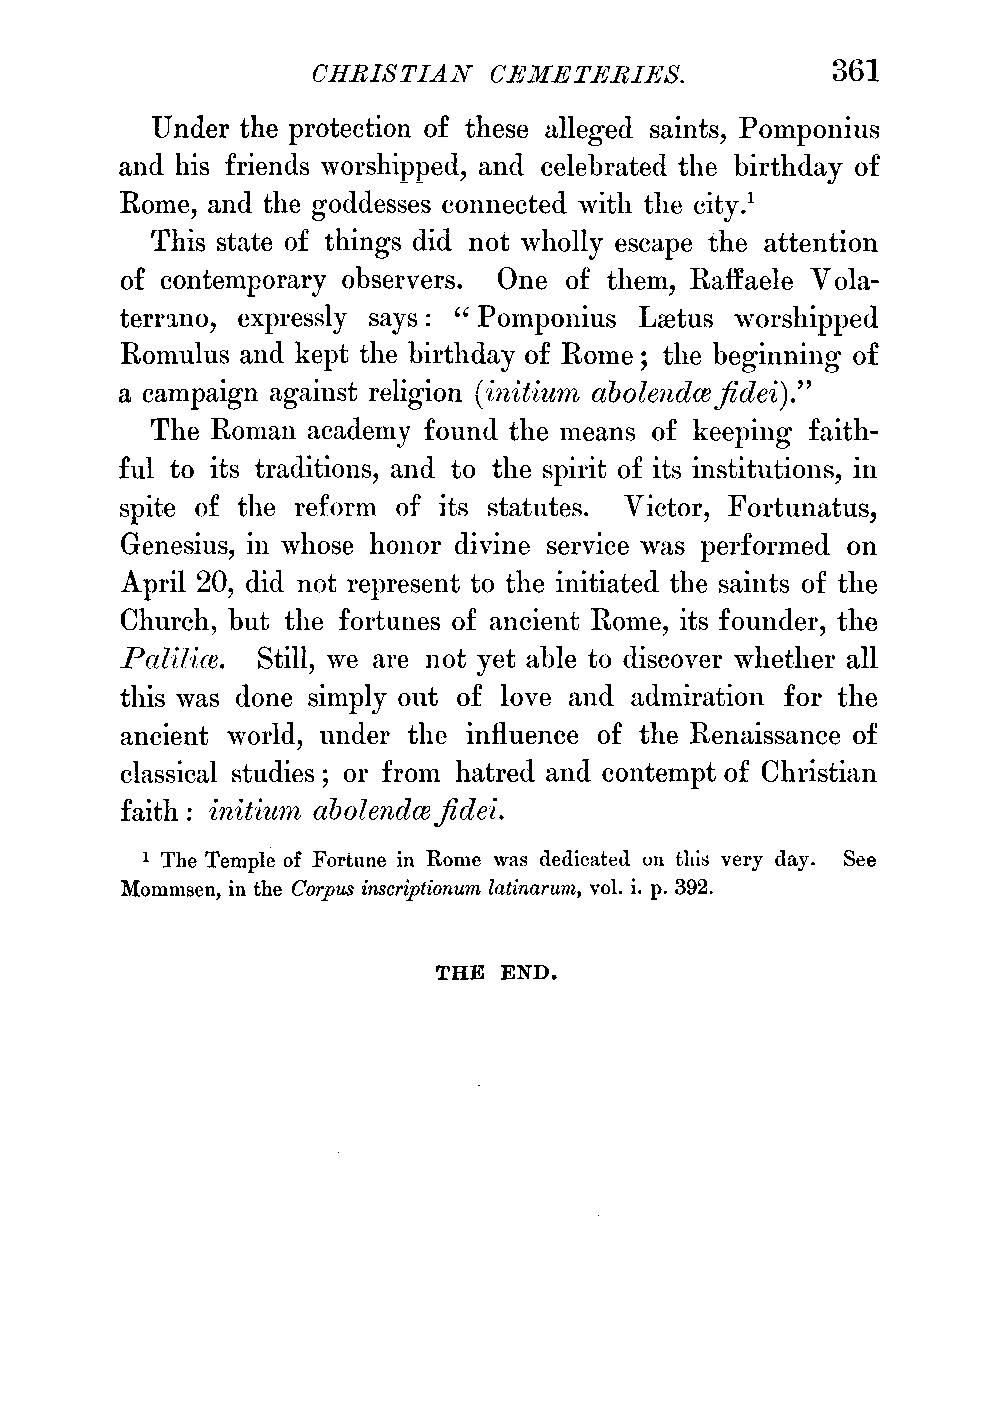 CHRISTIAN CEMETERIES. 361
Under the protection of these alleged saints, Pomponius
and his friends worshipped, and celebrated the birthday of
Rome, and the goddesses connected with the city.¹
This state of things did not wholly escape the attention
of contemporary observers. One of them, Raffaele Vola-
terrano, expressly says: “Pomponius Lætus worshipped
Romulus and kept the birthday of Rome; the beginning of
a campaign against religion (initium abolendæ fidei).”
The Roman academy found the means of keeping faith-
ful to its traditions, and to the spirit of its institutions, in
spite of the reform of its statutes. Victor, Fortunatus,
Genesius, in whose honor divine service was performed on
April 20, did not represent to the initiated the saints of the
Church, but the fortunes of ancient Rome, its founder, the
Paliliæ. Still, we are not yet able to discover whether all
this was done simply out of love and admiration for the
ancient world, under the influence of the Renaissance of
classical studies; or from hatred and contempt of Christian
faith: initium abolendæ fidei.
¹ The Temple of Fortune in Rome was dedicated on this very day. See
Mommsen, in the Corpus inscriptionum latinarum, vol. i. p. 392.
THE END.